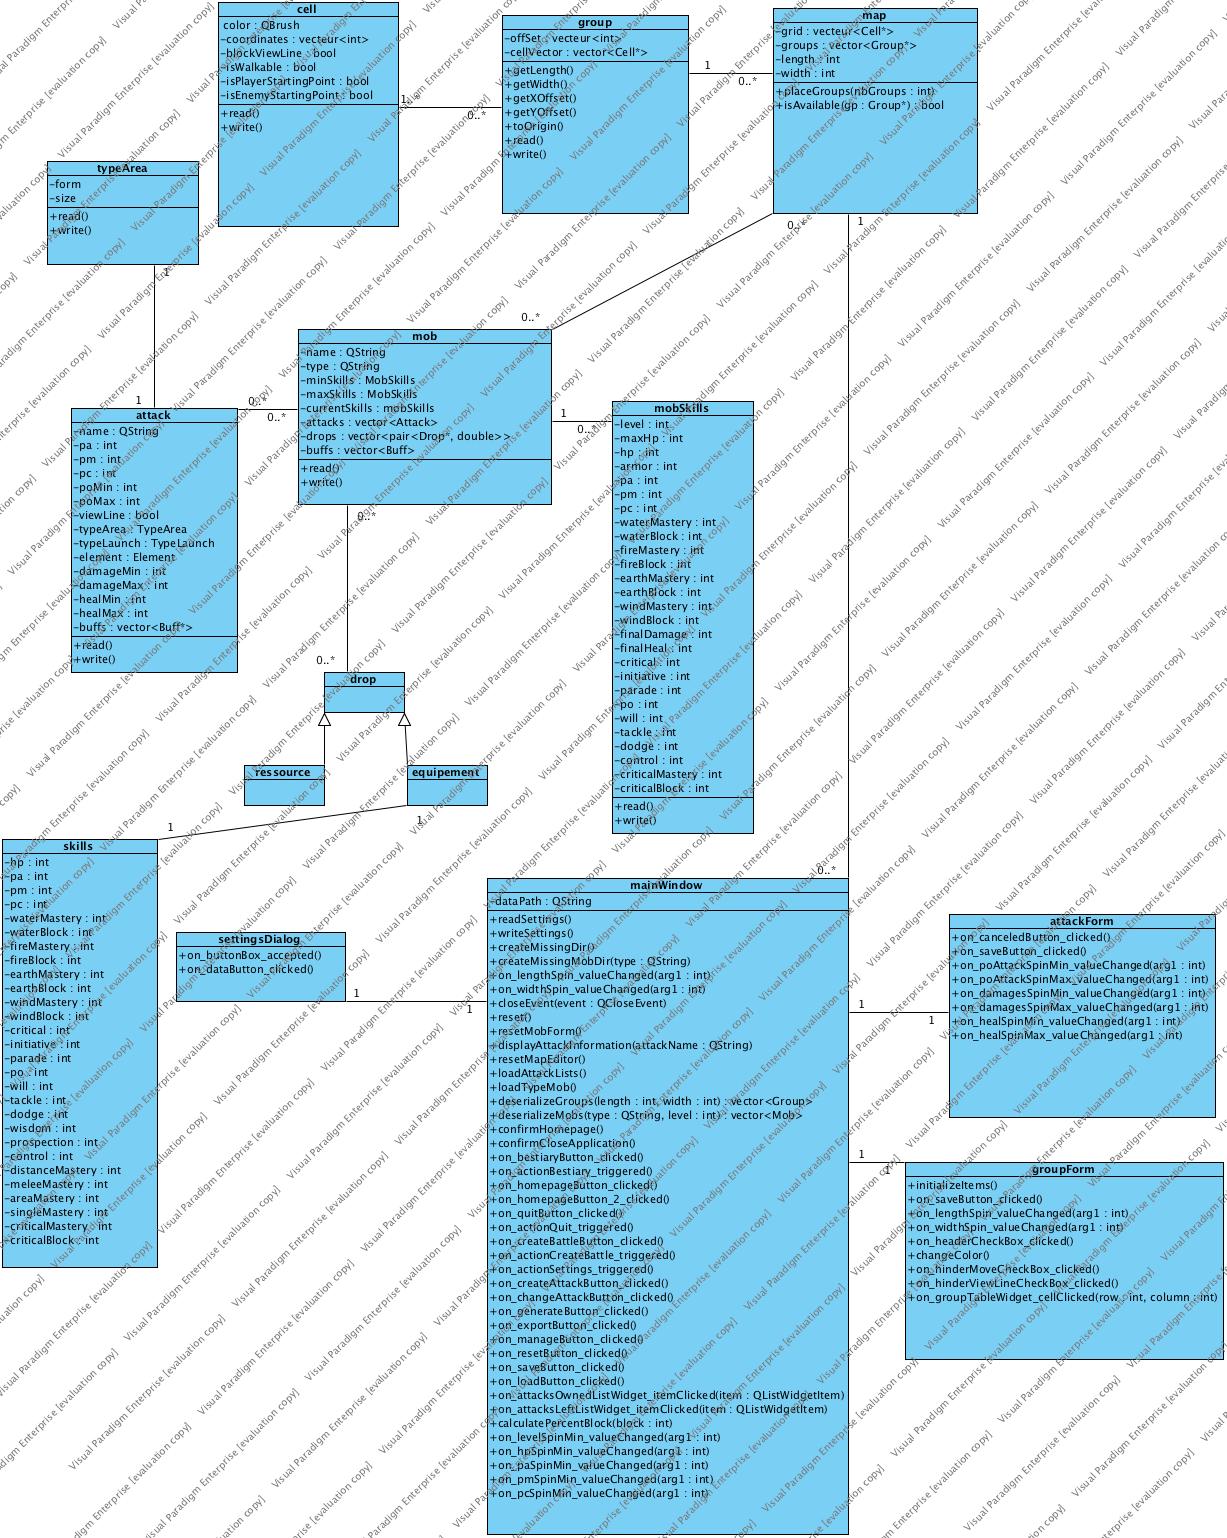 cell
color : QBrush
-coordinates : vecteur<int>
-blockViewLine : bool
-isWalkable : bool
-isPlayerStartingPoint : bool
-isEnemyStartingPoint : bool
+read()
+write()
1..*
0..*
group
-offSet : vecteur<int>
-cellVector : vector<Cell*>
+getLength()
+getWidth()
+getXOffset()
+getYOffset()
+toOrigin()
+read()
+write()
1
0..*
map
-grid : vecteur<Cell*>
-groups : vector<Group*>
-length : int
-width : int
+placeGroups(nbGroups : int)
+isAvailable(gp : Group*) : bool
0..*
1
typeArea
-form
-size
+read()
+write()
1
1
0..*
mob
-name : QString
-type : QString
-minSkills : MobSkills
-maxSkills : MobSkills
-currentSkills : mobSkills
-attacks : vector<Attack>
-drops : vector<pair<Drop*, double>>
-buffs : vector<Buff>
+read()
+write()
0..*
0..*
1
0..*
0..*
attack
-name : QString
-pa : int
-pm : int
-pc : int
-poMin : int
-poMax : int
-viewLine : bool
-typeArea : TypeArea
-typeLaunch : TypeLaunch
-element : Element
-damageMin : int
-damageMax : int
-healMin : int
-healMax : int
-buffs : vector<Buff*>
+read()
+write()
mobSkills
-level : int
-maxHp : int
-hp : int
-armor : int
-pa : int
-pm : int
-pc : int
-waterMastery : int
-waterBlock : int
-fireMastery : int
-fireBlock : int
-earthMastery : int
-earthBlock : int
-windMastery : int
-windBlock : int
-finalDamage : int
-finalHeal : int
-critical : int
-initiative : int
-parade : int
-po : int
-will : int
-tackle : int
-dodge : int
-control : int
-criticalMastery : int
-criticalBlock : int
+read()
+write()
0..*
drop
ressource
equipement
1
1
skills
-hp : int
-pa : int
-pm : int
-pc : int
-waterMastery : int
-waterBlock : int
-fireMastery : int
-fireBlock : int
-earthMastery : int
-earthBlock : int
-windMastery : int
-windBlock : int
-critical : int
-initiative : int
-parade : int
-po : int
-will : int
-tackle : int
-dodge : int
-wisdom : int
-prospection : int
-control : int
-distanceMastery : int
-meleeMastery : int
-areaMastery : int
-singleMastery : int
-criticalMastery : int
-criticalBlock : int
settingsDialog
+on_buttonBox_accepted()
+on_dataButton_clicked()
1
1
0..*
mainWindow
-dataPath : QString
+readSettings()
+writeSettings()
+createMissingDir()
+createMissingMobDir(type : QString)
+on_lengthSpin_valueChanged(arg1 : int)
+on_widthSpin_valueChanged(arg1 : int)
+closeEvent(event : QCloseEvent)
+reset()
+resetMobForm()
+displayAttackInformation(attackName : QString)
+resetMapEditor()
+loadAttackLists()
+loadTypeMob()
+deserializeGroups(length : int, width : int) : vector<Group>
+deserializeMobs(type : QString, level : int) : vector<Mob>
+confirmHomepage()
+confirmCloseApplication()
+on_bestiaryButton_clicked()
+on_actionBestiary_triggered()
+on_homepageButton_clicked()
+on_homepageButton_2_clicked()
+on_quitButton_clicked()
+on_actionQuit_triggered()
+on_createBattleButton_clicked()
+on_actionCreateBattle_triggered()
+on_actionSettings_triggered()
+on_createAttackButton_clicked()
+on_changeAttackButton_clicked()
+on_generateButton_clicked()
+on_exportButton_clicked()
+on_manageButton_clicked()
+on_resetButton_clicked()
+on_saveButton_clicked()
+on_loadButton_clicked()
+on_attacksOwnedListWidget_itemClicked(item : QListWidgetItem)
+on_attacksLeftListWidget_itemClicked(item : QListWidgetItem)
+calculatePercentBlock(block : int)
+on_levelSpinMin_valueChanged(arg1 : int)
+on_hpSpinMin_valueChanged(arg1 : int)
+on_paSpinMin_valueChanged(arg1 : int)
+on_pmSpinMin_valueChanged(arg1 : int)
+on_pcSpinMin_valueChanged(arg1 : int)
1
1
attackForm
+on_canceledButton_clicked()
+on_saveButton_clicked()
+on_poAttackSpinMin_valueChanged(arg1 : int)
+on_poAttackSpinMax_valueChanged(arg1 : int)
+on_damagesSpinMin_valueChanged(arg1 : int)
+on_damagesSpinMax_valueChanged(arg1 : int)
+on_healSpinMin_valueChanged(arg1 : int)
+on_healSpinMax_valueChanged(arg1 : int)
1
1
groupForm
+initializeItems()
+on_saveButton_clicked()
+on_lengthSpin_valueChanged(arg1 : int)
+on_widthSpin_valueChanged(arg1 : int)
+on_headerCheckBox_clicked()
+changeColor()
+on_hinderMoveCheckBox_clicked()
+on_hinderViewLineCheckBox_clicked()
+on_groupTableWidget_cellClicked(row : int, column : int)
Visual Paradigm Enterprise [evaluation copy]